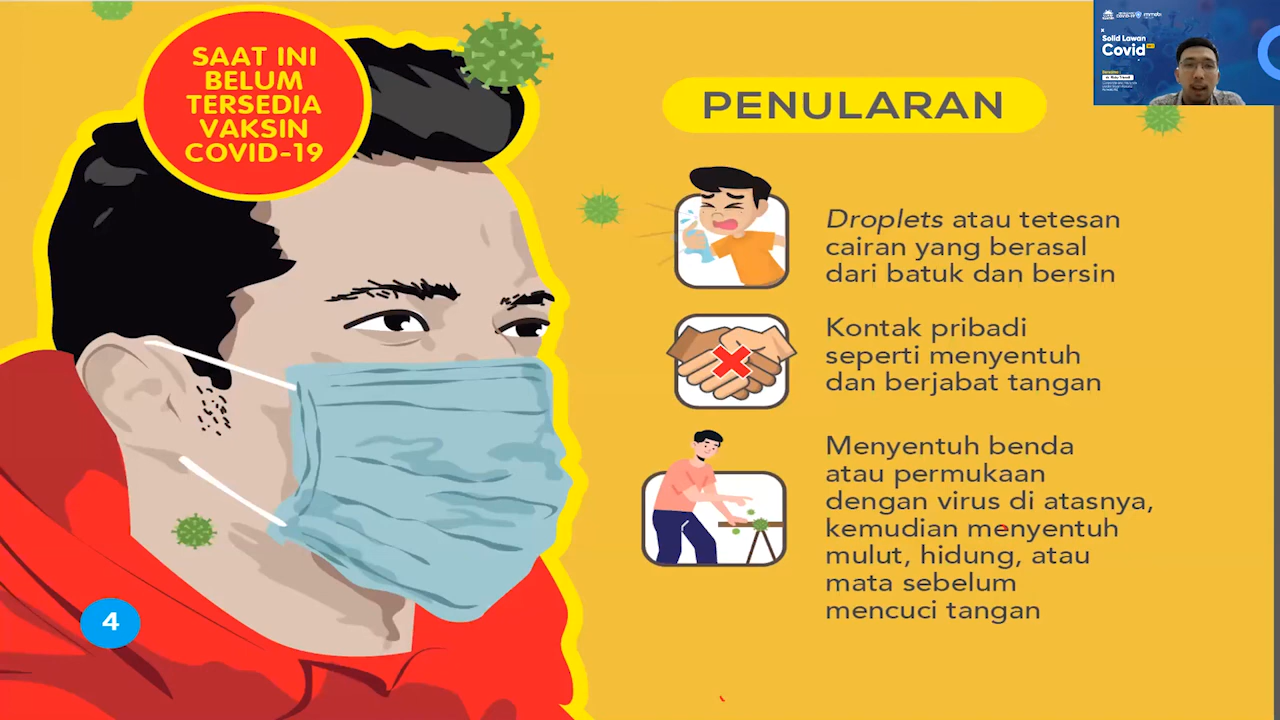 SAAT INI
BELUM
TERSEDIA
VAKSIN
COVID-19
PENULARAN
Droplets atau tetesan
cairan yang berasal
dari batuk dan bersin
Kontak pribadi
seperti menyentuh
dan berjabat tangan
Menyentuh benda
atau permukaan
dengan virus di atasnya,
kemudian menyentuh
mulut, hidung, atau
mata sebelum
mencuci tangan
4
Solid Lawan
Covid